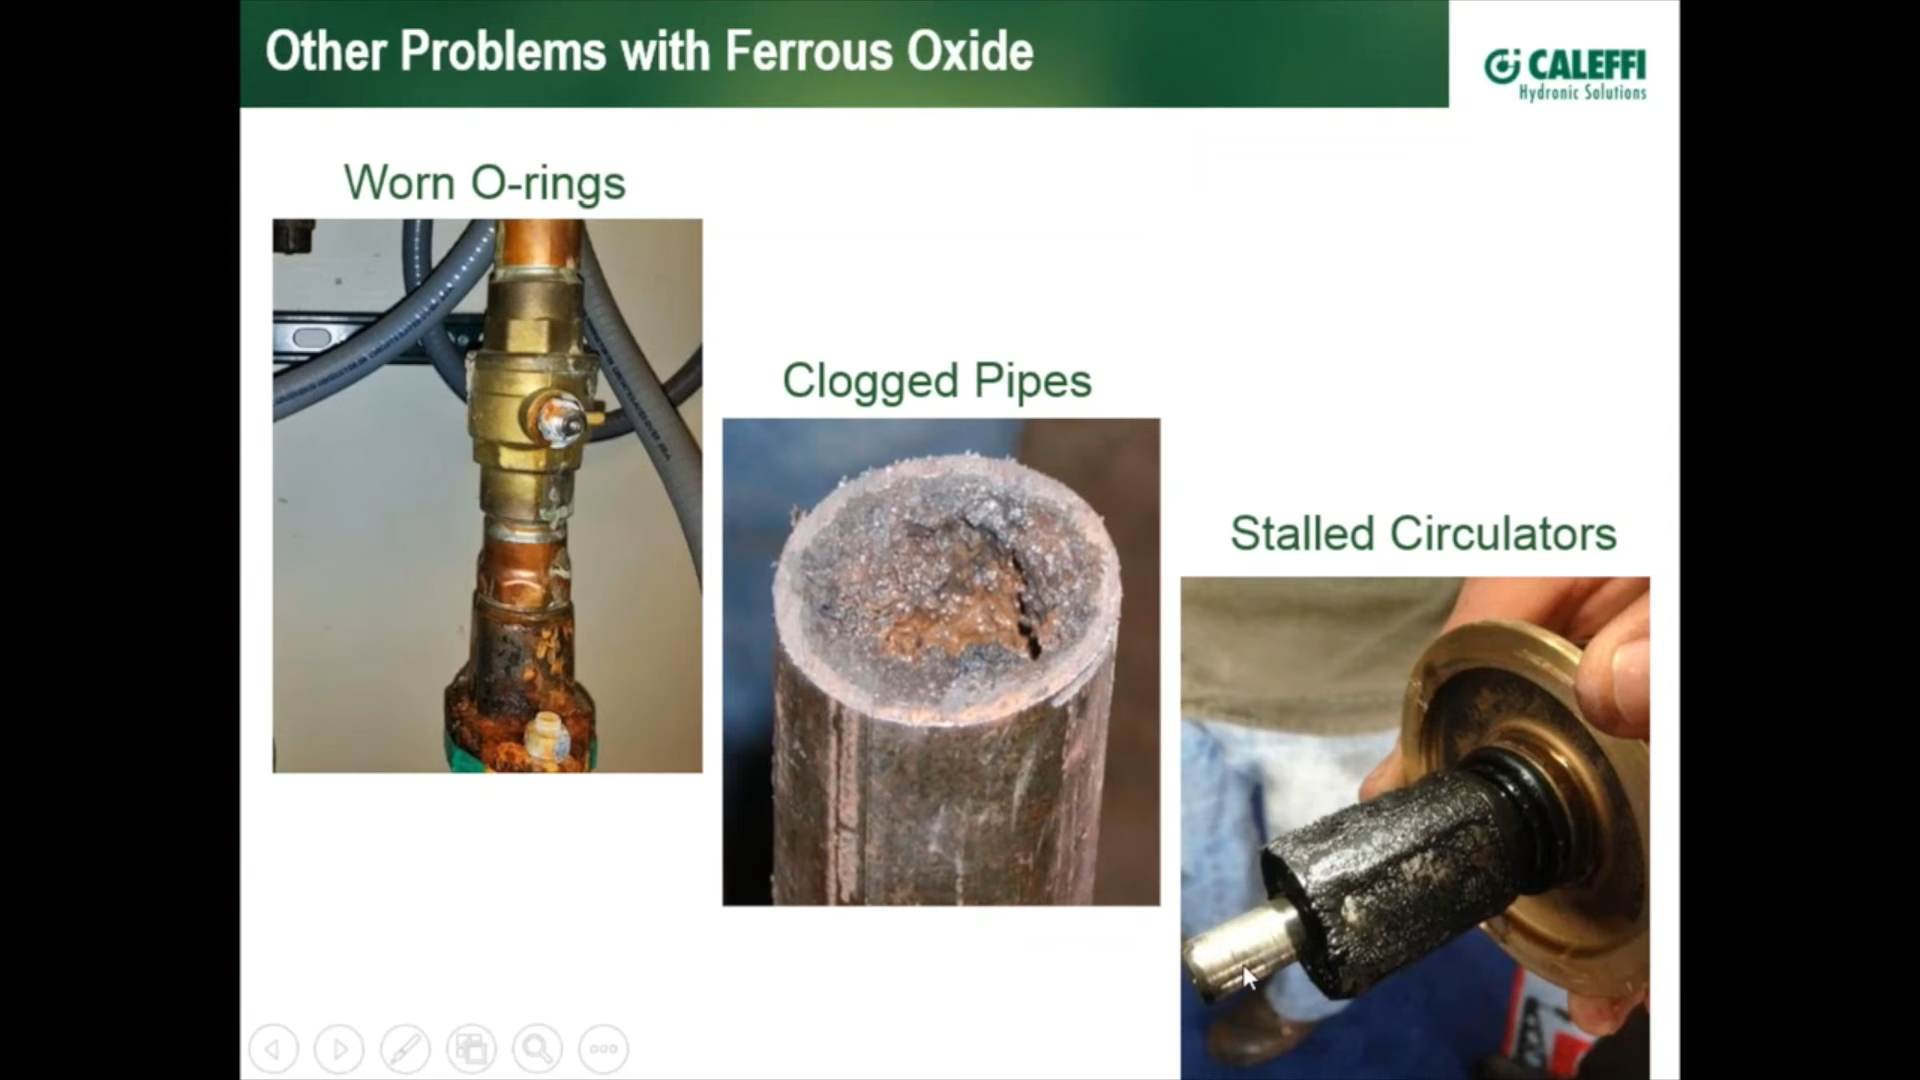 Other Problems with Ferrous Oxide
CALEFFI
Hydronic Solutions
Worn O-rings
Clogged Pipes
Stalled Circulators